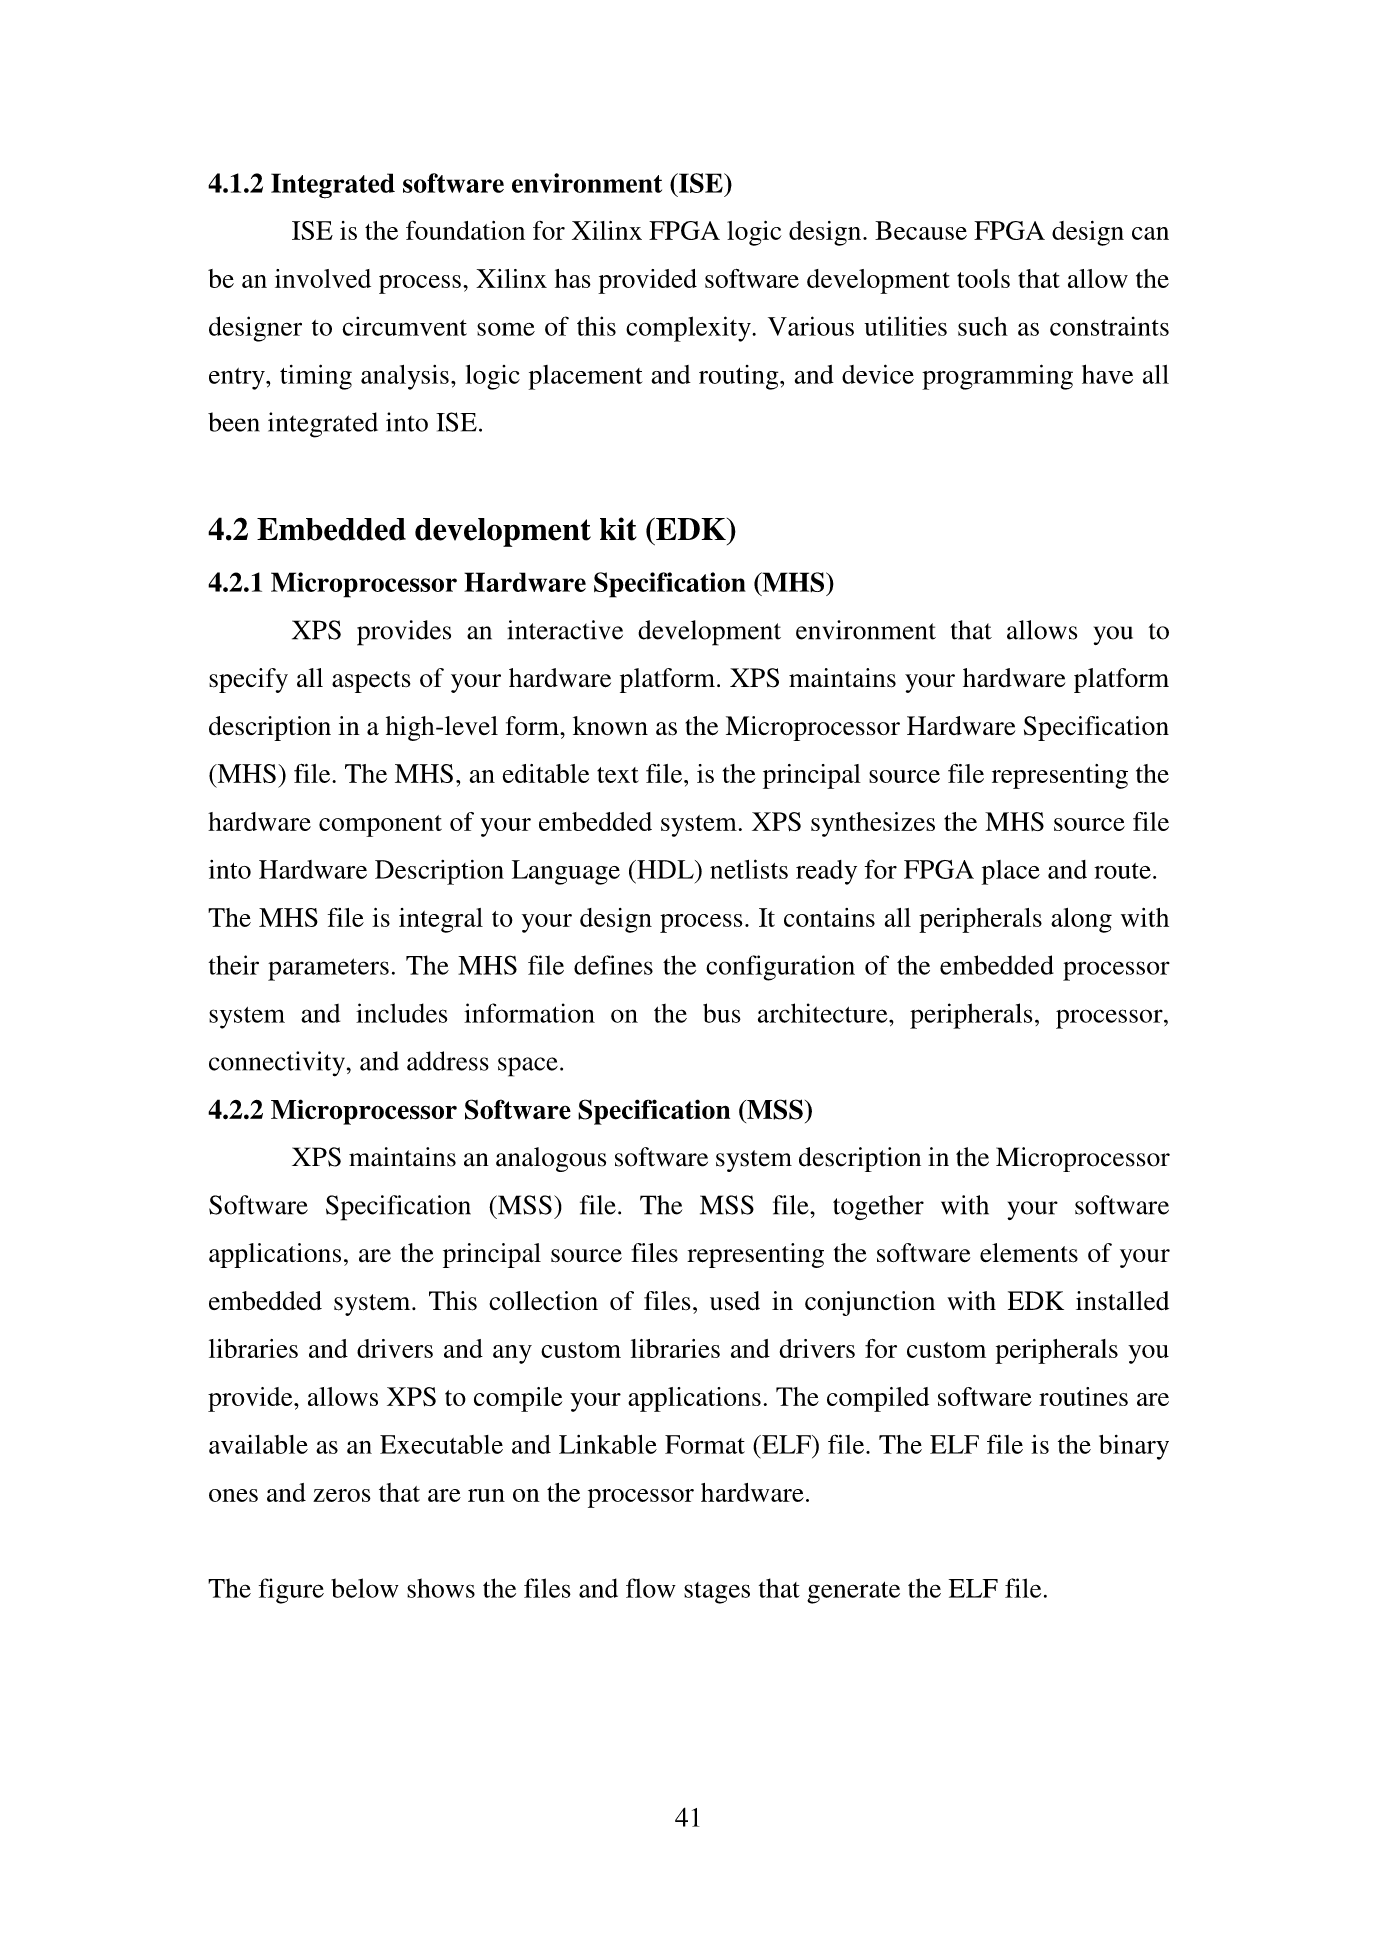 4.1.2 Integrated software environment (ISE)
ISE is the foundation for Xilinx FPGA logic design. Because FPGA design can
be an involved process, Xilinx has provided software development tools that allow the
designer to circumvent some of this complexity. Various utilities such as constraints
entry, timing analysis, logic placement and routing, and device programming have all
been integrated into ISE.
4.2 Embedded development kit (EDK)
4.2.1 Microprocessor Hardware Specification (MHS)
XPS provides an interactive development environment that allows you to
specify all aspects of your hardware platform. XPS maintains your hardware platform
description in a high-level form, known as the Microprocessor Hardware Specification
(MHS) file. The MHS, an editable text file, is the principal source file representing the
hardware component of your embedded system. XPS synthesizes the MHS source file
into Hardware Description Language (HDL) netlists ready for FPGA place and route.
The MHS file is integral to your design process. It contains all peripherals along with
their parameters. The MHS file defines the configuration of the embedded processor
system and includes information on the bus architecture, peripherals, processor,
connectivity, and address space.
4.2.2 Microprocessor Software Specification (MSS)
XPS maintains an analogous software system description in the Microprocessor
Software Specification (MSS) file. The MSS file, together with your software
applications, are the principal source files representing the software elements of your
embedded system. This collection of files, used in conjunction with EDK installed
libraries and drivers and any custom libraries and drivers for custom peripherals you
provide, allows XPS to compile your applications. The compiled software routines are
available as an Executable and Linkable Format (ELF) file. The ELF file is the binary
ones and zeros that are run on the processor hardware.
The figure below shows the files and flow stages that generate the ELF file.
41